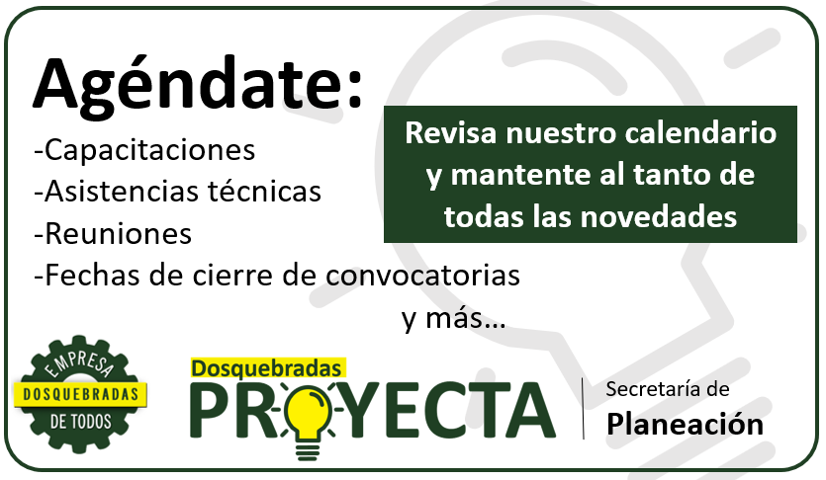 Agéndate:
-Capacitaciones
-Asistencias técnicas
-Reuniones
-Fechas de cierre de convocatorias
y más...
Revisa nuestro calendario
y mantente al tanto de
todas las novedades
EMPRESA
DOSQUEBRADAS
DE TODOS
Dosquebradas
PROYECTA
Secretaría de
Planeación